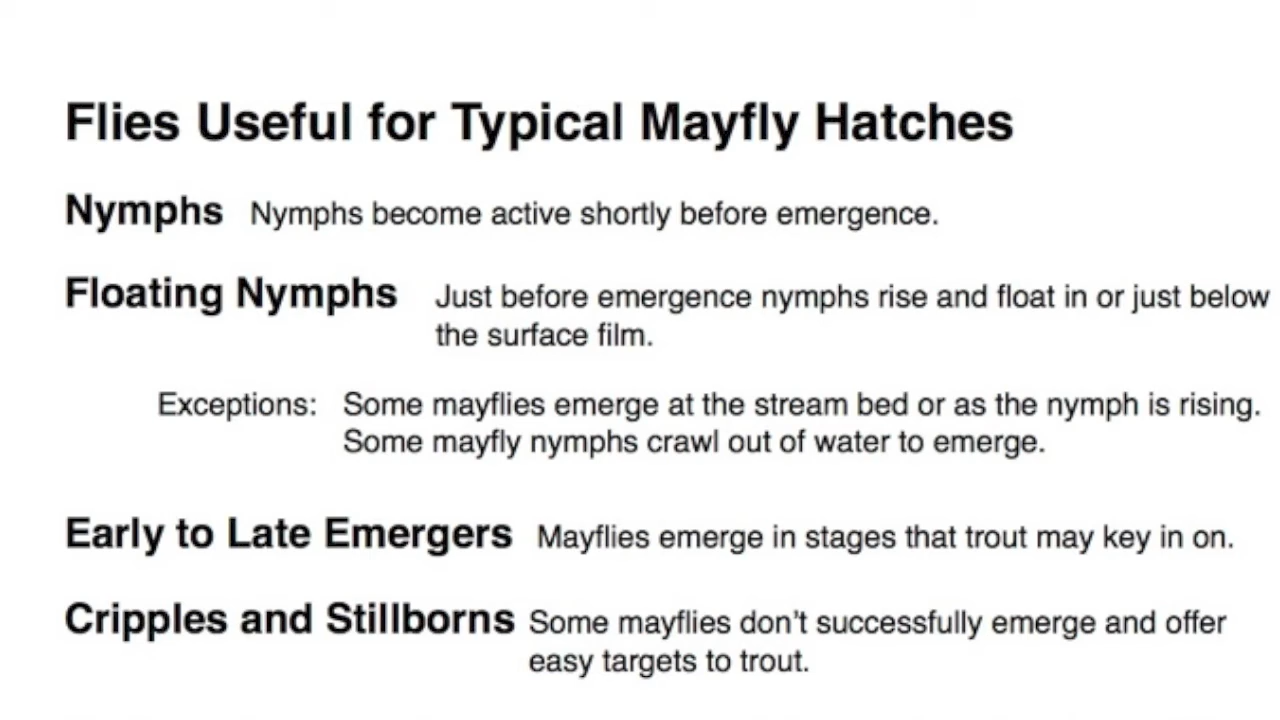 Flies Useful for Typical Mayfly Hatches
Nymphs Nymphs become active shortly before emergence.
Floating Nymphs Just before emergence nymphs rise and float in or just below
the surface film.
Exceptions: Some mayflies emerge at the stream bed or as the nymph is rising.
Some mayfly nymphs crawl out of water to emerge.
Early to Late Emergers Mayflies emerge in stages that trout may key in on.
Cripples and Stillborns Some mayflies don't successfully emerge and offer
easy targets to trout.